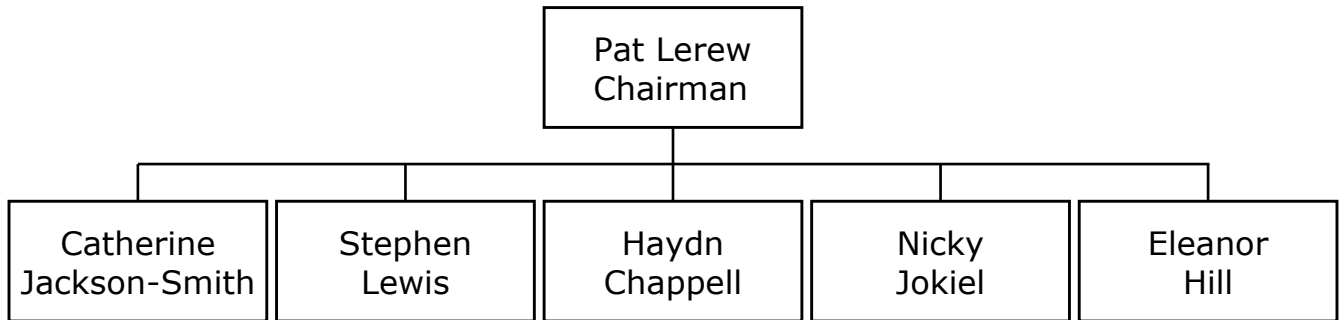 Pat Lerew
Chairman
Catherine
Jackson-Smith
Stephen
Lewis
Haydn
Chappell
Nicky
Jokiel
Eleanor
Hill